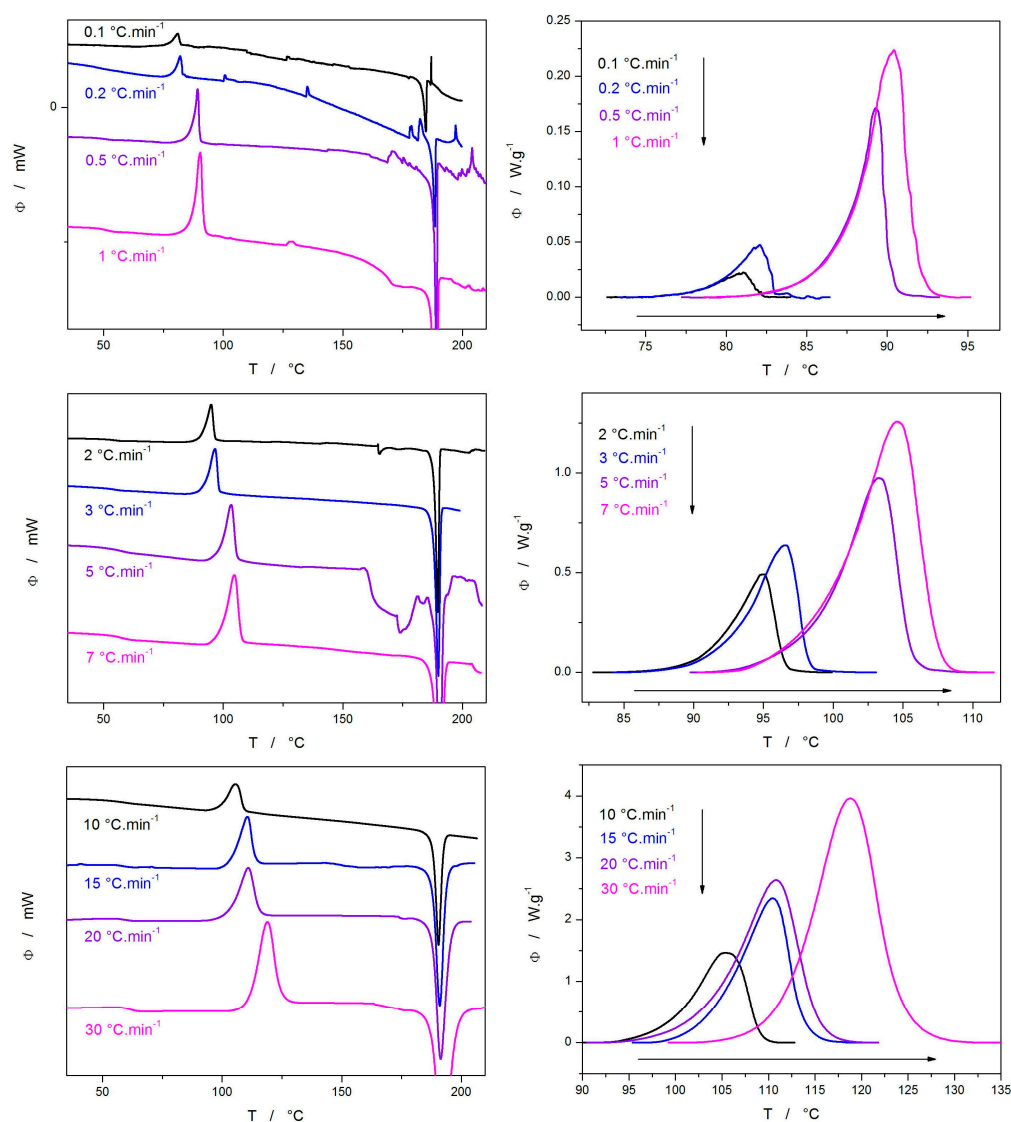 0.1 °C.min⁻¹
0.2 °C.min⁻¹
0.5 °C.min⁻¹
1 °C.min⁻¹
0
Φ / mW
50 100 150 200
T / °C
0.1 °C.min⁻¹
0.2 °C.min⁻¹
0.5 °C.min⁻¹
1 °C.min⁻¹
0.25
0.20
0.15
0.10
0.05
0.00
Φ / W.g⁻¹
75 80 85 90 95
T / °C
2 °C.min⁻¹
3 °C.min⁻¹
5 °C.min⁻¹
7 °C.min⁻¹
Φ / mW
50 100 150 200
T / °C
2 °C.min⁻¹
3 °C.min⁻¹
5 °C.min⁻¹
7 °C.min⁻¹
1.0
0.5
0.0
Φ / W.g⁻¹
85 90 95 100 105 110
T / °C
10 °C.min⁻¹
15 °C.min⁻¹
20 °C.min⁻¹
30 °C.min⁻¹
Φ / mW
50 100 150 200
T / °C
10 °C.min⁻¹
15 °C.min⁻¹
20 °C.min⁻¹
30 °C.min⁻¹
4
3
2
1
0
Φ / W.g⁻¹
90 95 100 105 110 115 120 125 130 135
T / °C